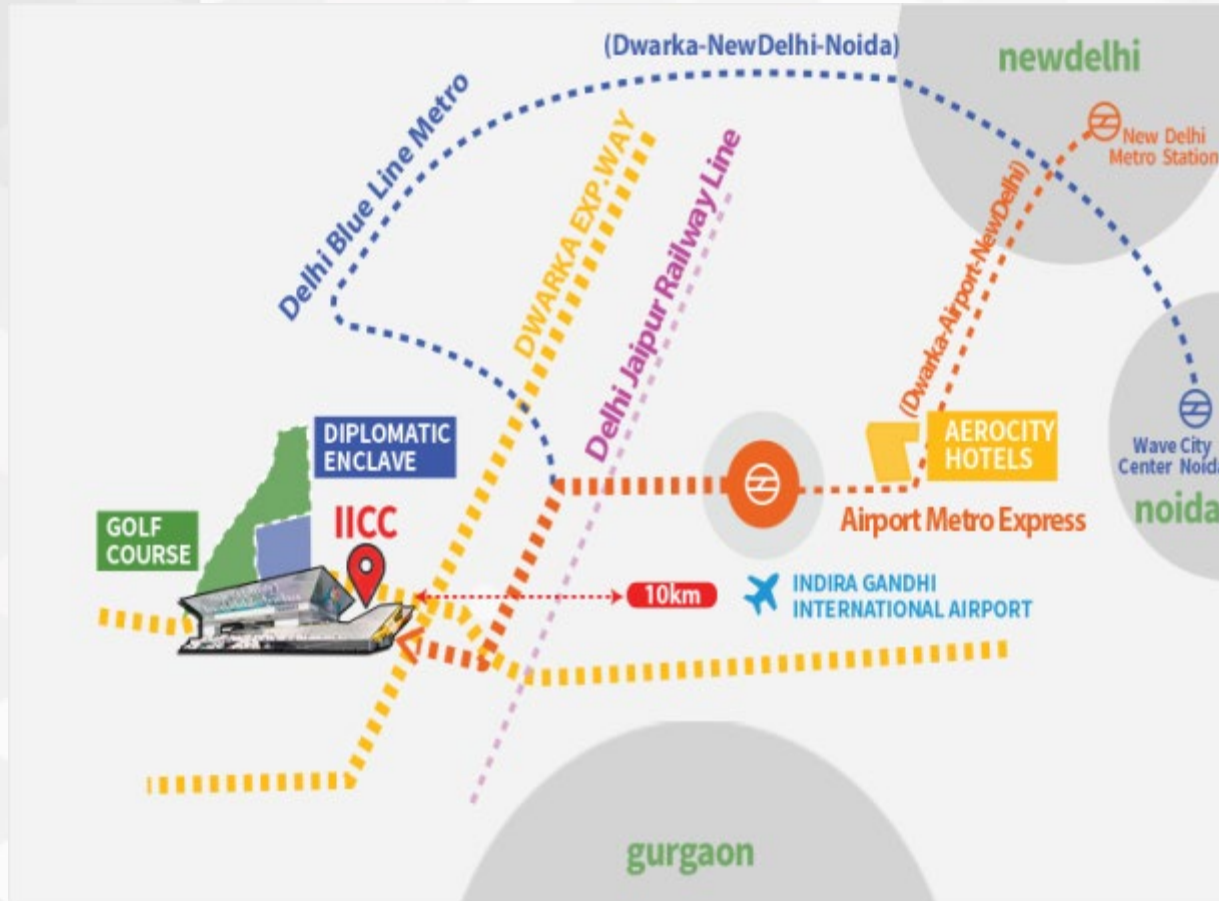 (Dwarka-NewDelhi-Noida)
newdelhi
Delhi Blue Line Metro
DWARKA EXP.WAY
Delhi Jaipur Railway Line
New Delhi
Metro Station
(Dwarka-Airport-NewDelhi)
DIPLOMATIC
ENCLAVE
AEROCITY
HOTELS
Wave City
Center Noida
noida
GOLF
COURSE
IICC
Airport Metro Express
10km
INDIRA GANDHI
INTERNATIONAL AIRPORT
gurgaon